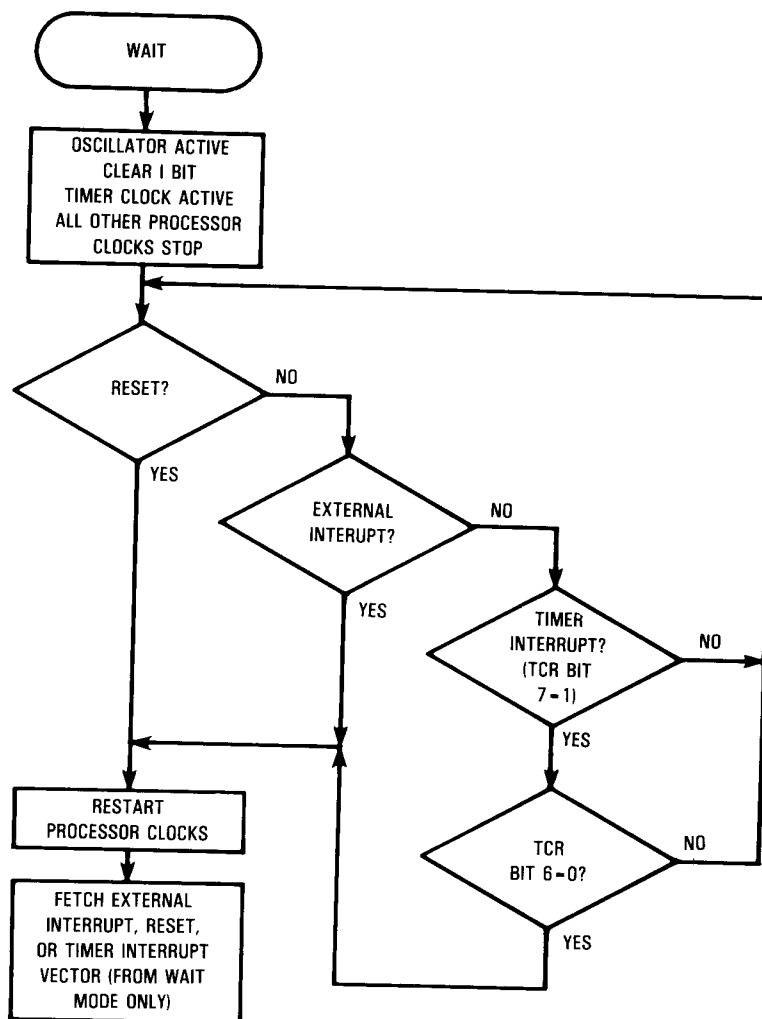 WAIT
OSCILLATOR ACTIVE
CLEAR I BIT
TIMER CLOCK ACTIVE
ALL OTHER PROCESSOR
CLOCKS STOP
RESET?
NO
YES
EXTERNAL
INTERUPT?
NO
YES
TIMER
INTERRUPT?
(TCR BIT
7=1)
NO
YES
TCR
BIT 6=0?
NO
YES
RESTART
PROCESSOR CLOCKS
FETCH EXTERNAL
INTERRUPT, RESET,
OR TIMER INTERRUPT
VECTOR (FROM WAIT
MODE ONLY)